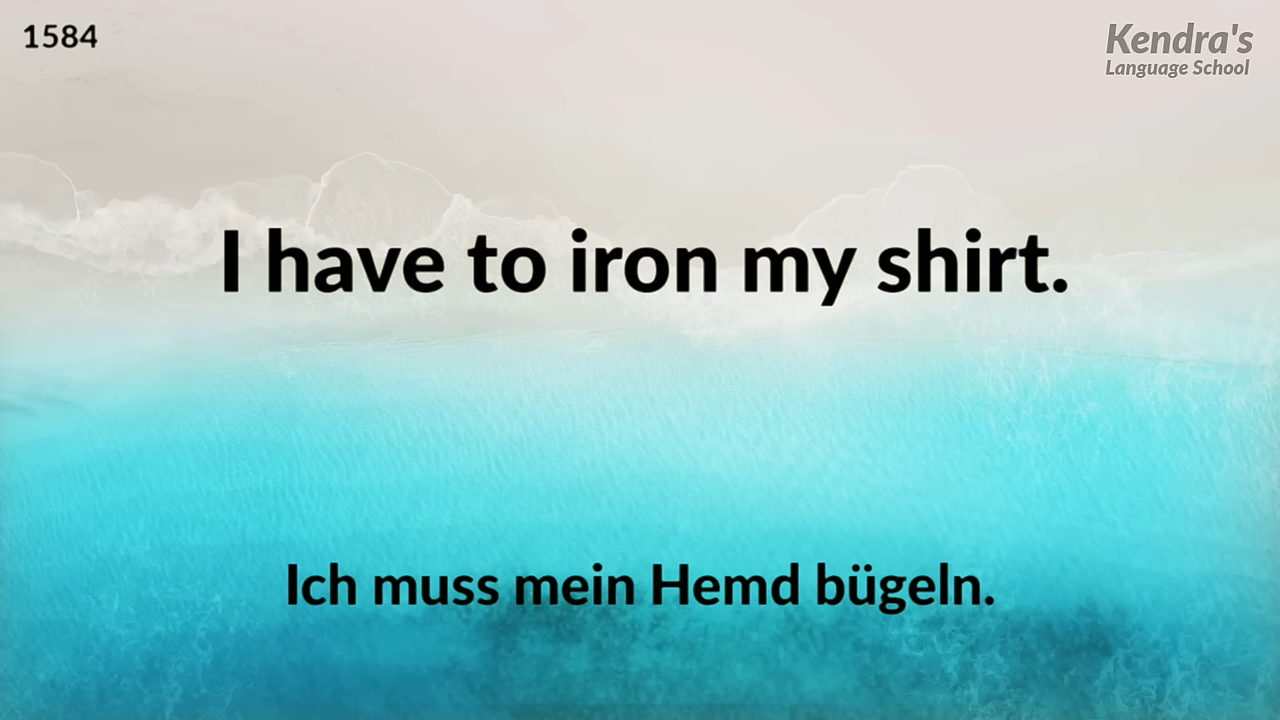 1584
Kendra's
Language School
I have to iron my shirt.
Ich muss mein Hemd bügeln.